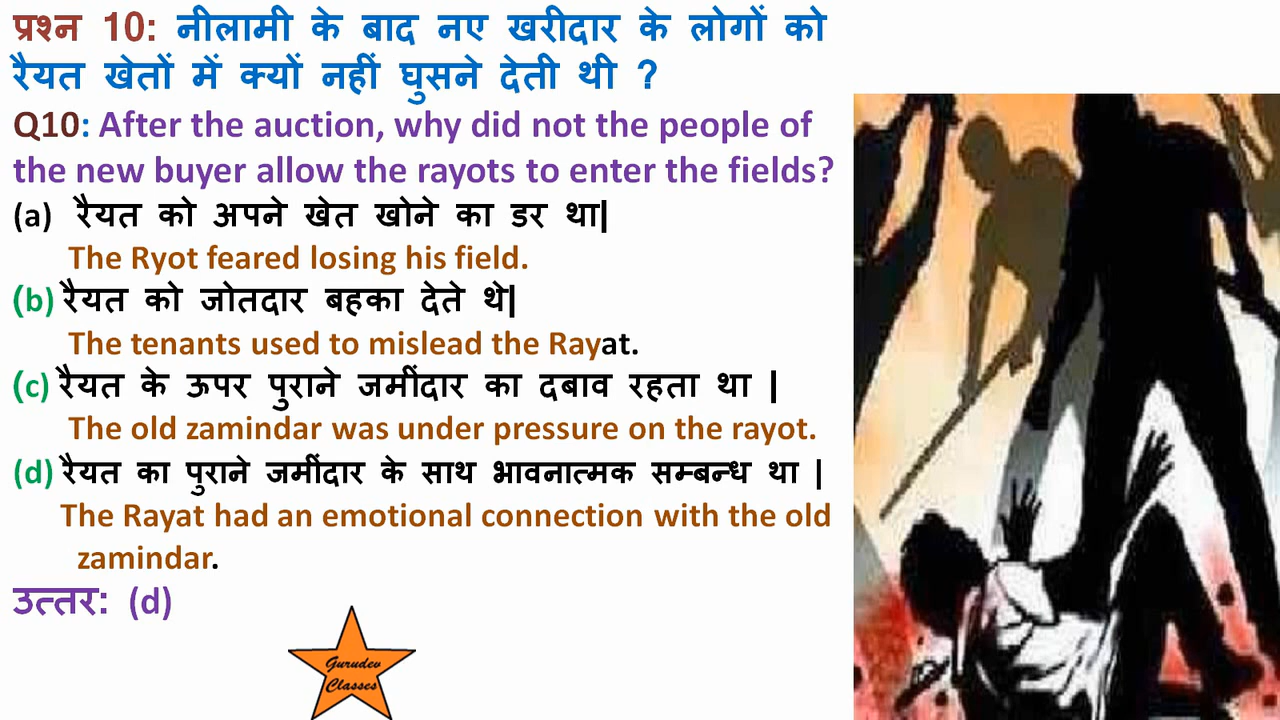 प्रश्न 10: नीलामी के बाद नए खरीदार के लोगों को
रैयत खेतों में क्यों नहीं घुसने देती थी ?
Q10: After the auction, why did not the people of
the new buyer allow the rayots to enter the fields?
(a) रैयत को अपने खेत खोने का डर था|
The Ryot feared losing his field.
(b) रैयत को जोतदार बहका देते थे|
The tenants used to mislead the Rayat.
(c) रैयत के ऊपर पुराने जमींदार का दबाव रहता था |
The old zamindar was under pressure on the rayot.
(d) रैयत का पुराने जमींदार के साथ भावनात्मक सम्बन्ध था |
The Rayat had an emotional connection with the old
zamindar.
उत्तर: (d)
Gurudev
Classes